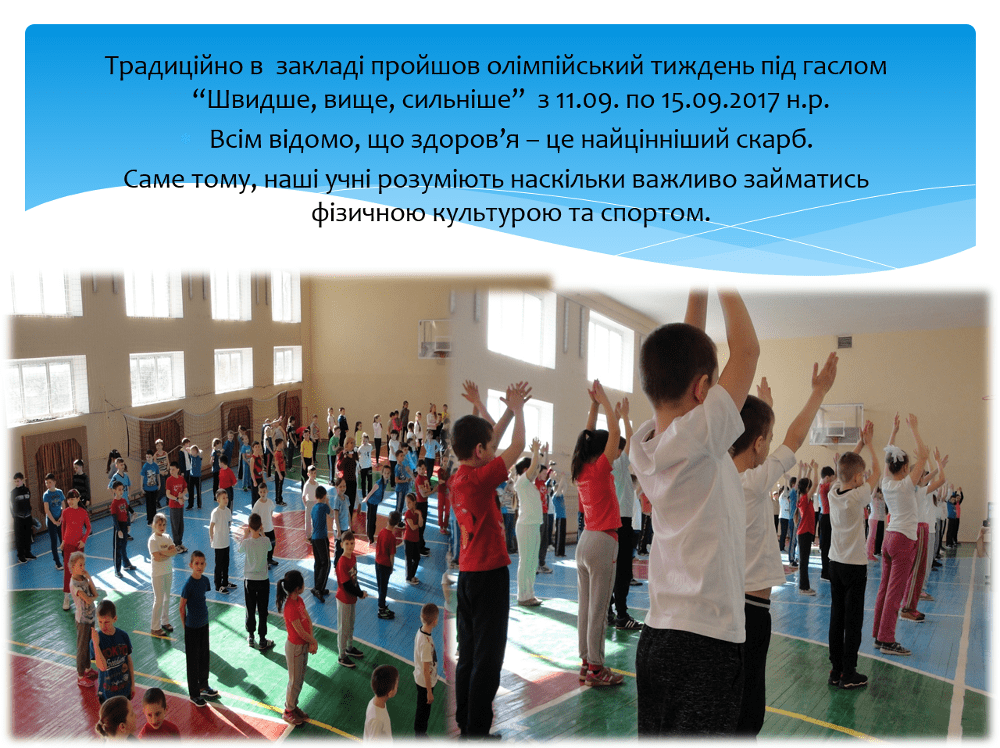 Традиційно в  закладі пройшов олімпійський тиждень під гаслом
“Швидше, вище, сильніше”  з 11.09. по 15.09.2017 н.р.
Всім відомо, що здоров’я – це найцінніший скарб.
Саме тому, наші учні розуміють наскільки важливо займатись
фізичною культурою та спортом.